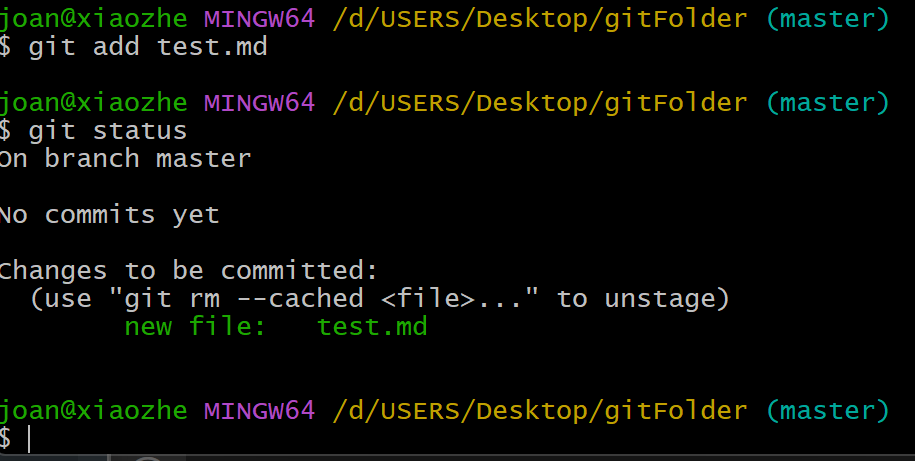 joan@xiaozhe MINGW64 /d/USERS/Desktop/gitFolder (master)
$ git add test.md
joan@xiaozhe MINGW64 /d/USERS/Desktop/gitFolder (master)
$ git status
On branch master
No commits yet
Changes to be committed:
  (use "git rm --cached <file>..." to unstage)
        new file:   test.md
joan@xiaozhe MINGW64 /d/USERS/Desktop/gitFolder (master)
$